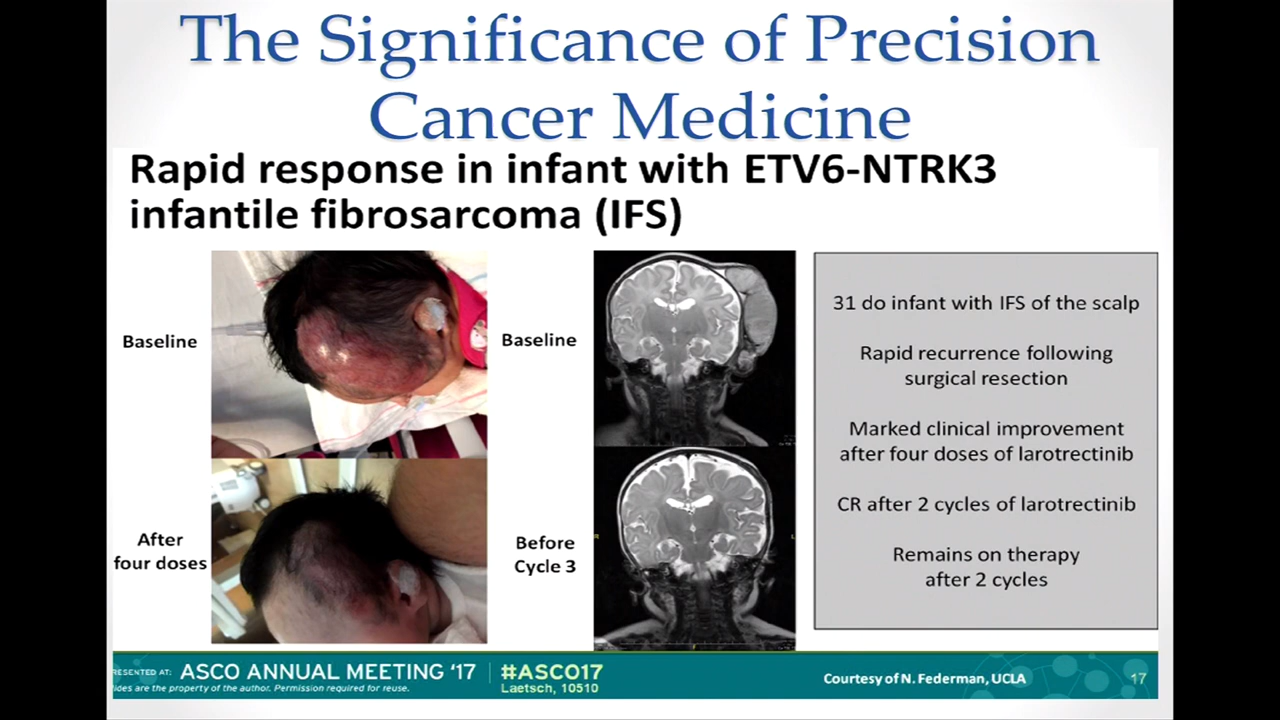 The Significance of Precision
Cancer Medicine
Rapid response in infant with ETV6-NTRK3
infantile fibrosarcoma (IFS)
Baseline
After
four doses
Baseline
Before
Cycle 3
31 do infant with IFS of the scalp
Rapid recurrence following
surgical resection
Marked clinical improvement
after four doses of larotrectinib
CR after 2 cycles of larotrectinib
Remains on therapy
after 2 cycles
RESENTED AT: ASCO ANNUAL MEETING '17 | #ASCO17
Laetsch, 10510
ides are the property of the author. Permission required for reuse.
Courtesy of N. Federman, UCLA
17